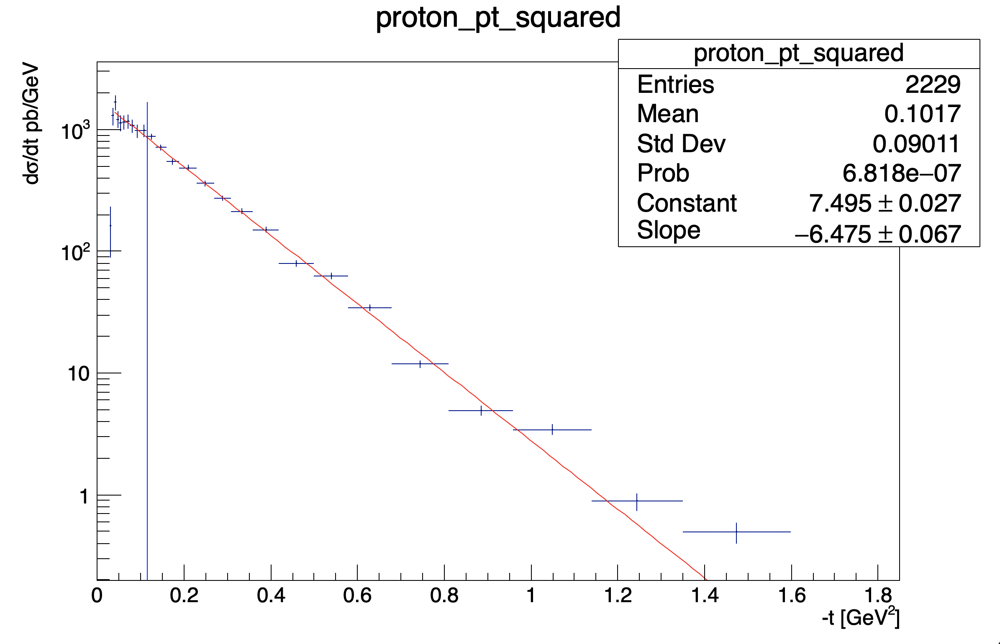 proton_pt_squared
proton_pt_squared
Entries 2229
Mean 0.1017
Std Dev 0.09011
Prob 6.818e−07
Constant 7.495 ± 0.027
Slope −6.475 ± 0.067
dσ/dt pb/GeV
10³
10²
10
1
0 0.2 0.4 0.6 0.8 1 1.2 1.4 1.6 1.8
-t [GeV²]